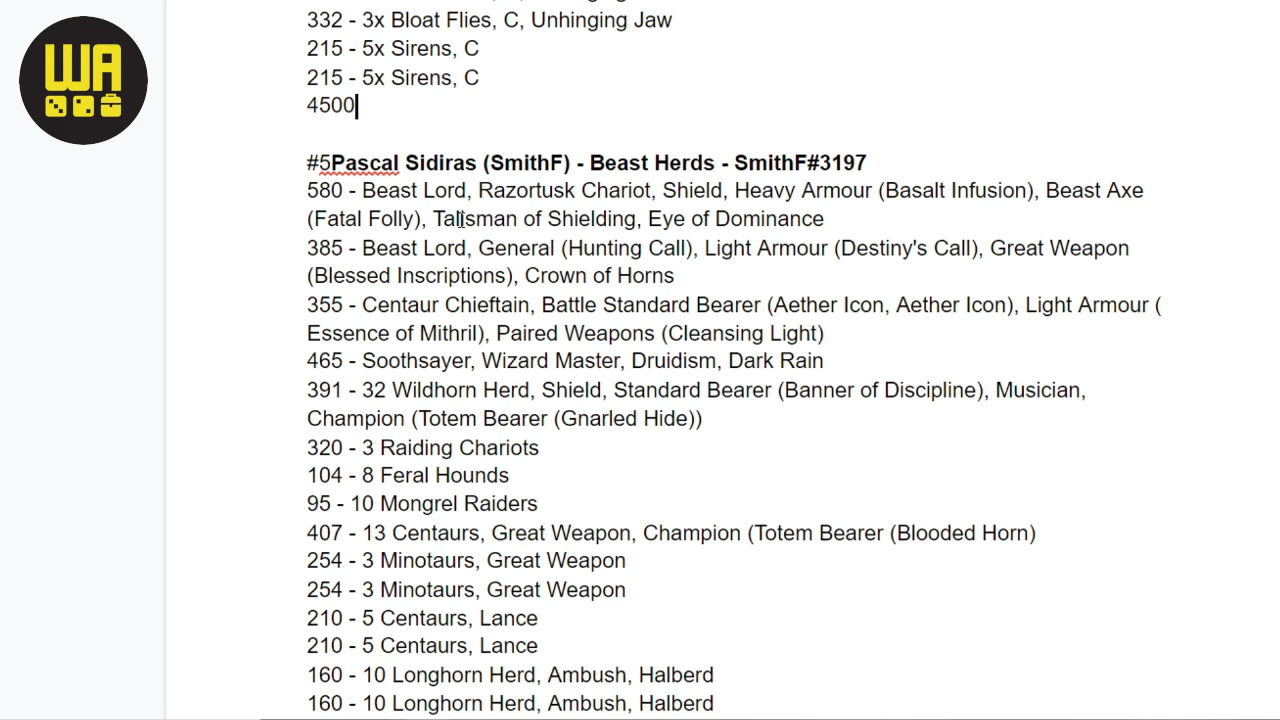 332 - 3x Bloat Flies, C, Unhinging Jaw
WA
215 - 5x Sirens, C
215 - 5x Sirens, C
4500
#5Pascal Sidiras (SmithF) - Beast Herds - SmithF#3197
580 - Beast Lord, Razortusk Chariot, Shield, Heavy Armour (Basalt Infusion), Beast Axe
(Fatal Folly), Talisman of Shielding, Eye of Dominance
385 - Beast Lord, General (Hunting Call), Light Armour (Destiny's Call), Great Weapon
(Blessed Inscriptions), Crown of Horns
355 - Centaur Chieftain, Battle Standard Bearer (Aether Icon, Aether Icon), Light Armour (
Essence of Mithril), Paired Weapons (Cleansing Light)
465 - Soothsayer, Wizard Master, Druidism, Dark Rain
391 - 32 Wildhorn Herd, Shield, Standard Bearer (Banner of Discipline), Musician,
Champion (Totem Bearer (Gnarled Hide))
320 - 3 Raiding Chariots
104 - 8 Feral Hounds
95 - 10 Mongrel Raiders
407 - 13 Centaurs, Great Weapon, Champion (Totem Bearer (Blooded Horn)
254 - 3 Minotaurs, Great Weapon
254 - 3 Minotaurs, Great Weapon
210 - 5 Centaurs, Lance
210 - 5 Centaurs, Lance
160 - 10 Longhorn Herd, Ambush, Halberd
160 - 10 Longhorn Herd, Ambush, Halberd